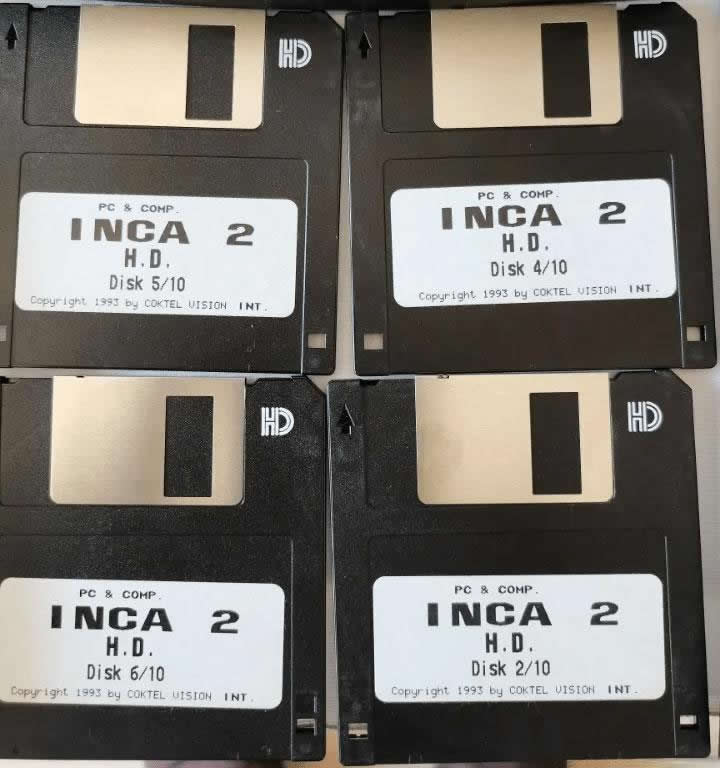 HD
PC & COMP.
INCA 2
H.D.
Disk 5/10
Copyright 1993 by COKTEL VISION INT.
HD
PC & COMP.
INCA 2
H.D.
Disk 4/10
Copyright 1993 by COKTEL VISION INT.
HD
PC & COMP.
INCA 2
H.D.
Disk 6/10
Copyright 1993 by COKTEL VISION INT.
HD
PC & COMP.
INCA 2
H.D.
Disk 2/10
Copyright 1993 by COKTEL VISION INT.